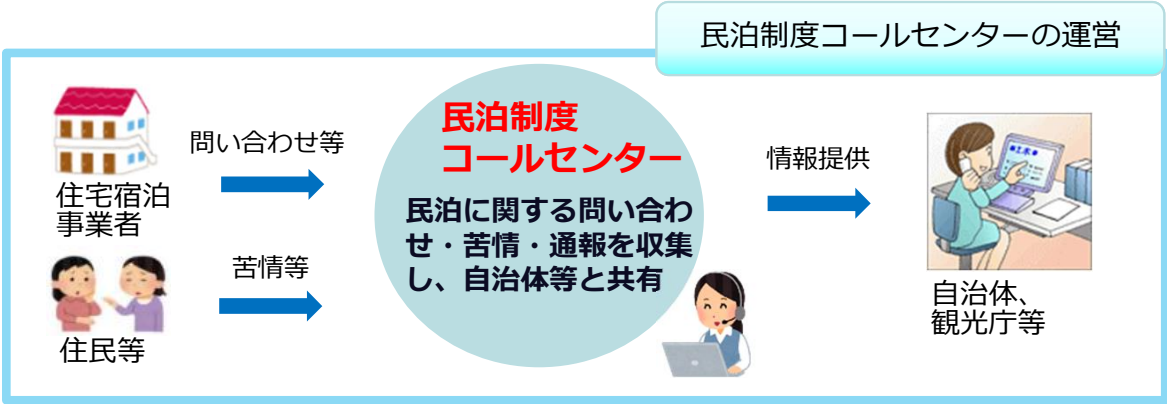 民泊制度コールセンターの運営
問い合わせ等
住宅宿泊
事業者
苦情等
住民等
民泊制度
コールセンター
民泊に関する問い合わ
せ・苦情・通報を収集
し、自治体等と共有
情報提供
自治体、
観光庁等